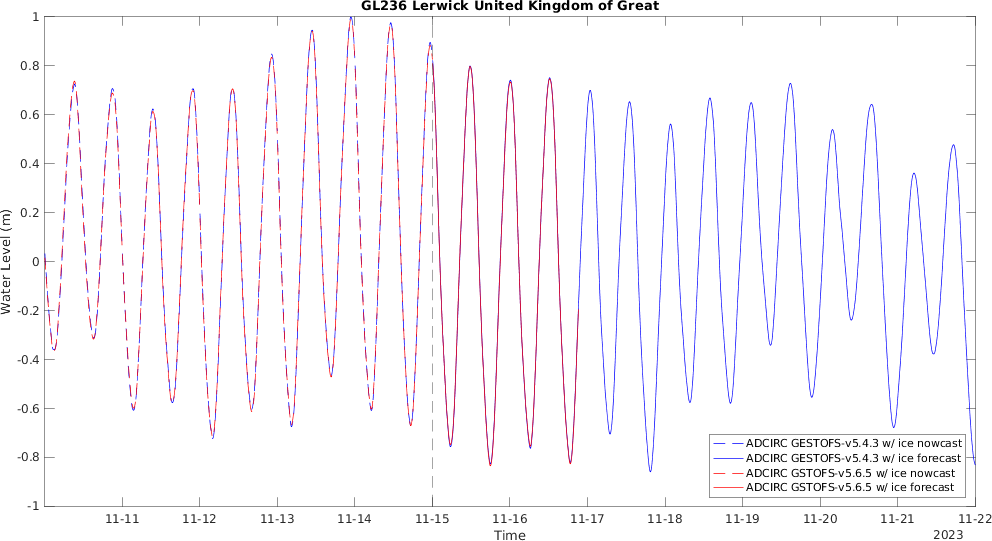 GL236 Lerwick United Kingdom of Great
Water Level (m)
1
0.8
0.6
0.4
0.2
0
-0.2
-0.4
-0.6
-0.8
-1
ADCIRC GESTOFS-v5.4.3 w/ ice nowcast
ADCIRC GESTOFS-v5.4.3 w/ ice forecast
ADCIRC GSTOFS-v5.6.5 w/ ice nowcast
ADCIRC GSTOFS-v5.6.5 w/ ice forecast
11-11 11-12 11-13 11-14 11-15 11-16 11-17 11-18 11-19 11-20 11-21 11-22
Time 2023